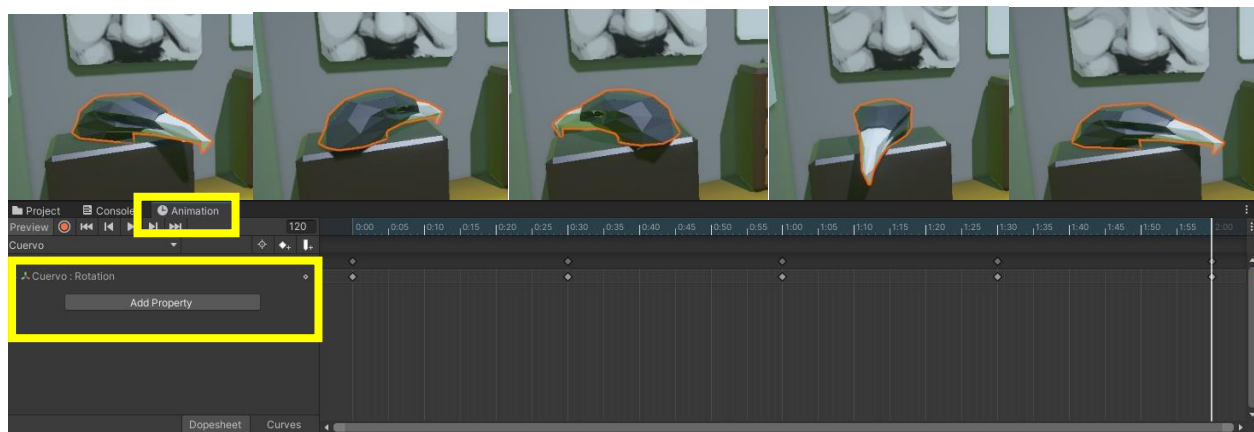 Project Console Animation
Preview 120 0:00 0:05 0:10 0:15 0:20 0:25 0:30 0:35 0:40 0:45 0:50 0:55 1:00 1:05 1:10 1:15 1:20 1:25 1:30 1:35 1:40 1:45 1:50 1:55 2:00
Cuervo
Cuervo : Rotation
Add Property
Dopesheet Curves